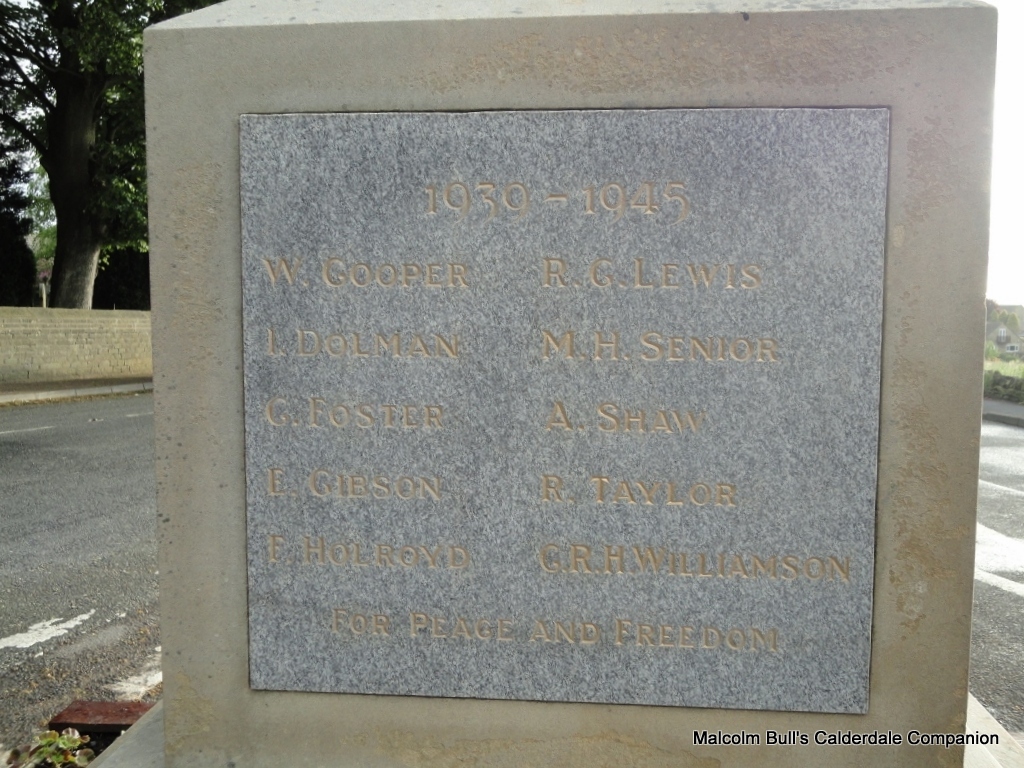 1939 - 1945
W. COOPER R. G. LEWIS
I. DOLMAN M. H. SENIOR
C. FOSTER A. SHAW
E. GIBSON R. TAYLOR
F. HOLROYD G.R.H WILLIAMSON
FOR PEACE AND FREEDOM
Malcolm Bull's Calderdale Companion